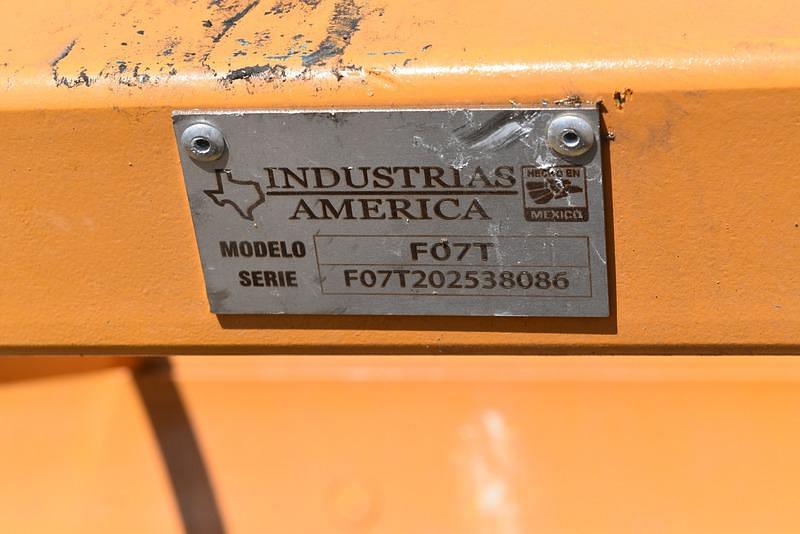 INDUSTRIAS
AMERICA
HECHO EN
MEXICO
MODELO F07T
SERIE F07T202538086